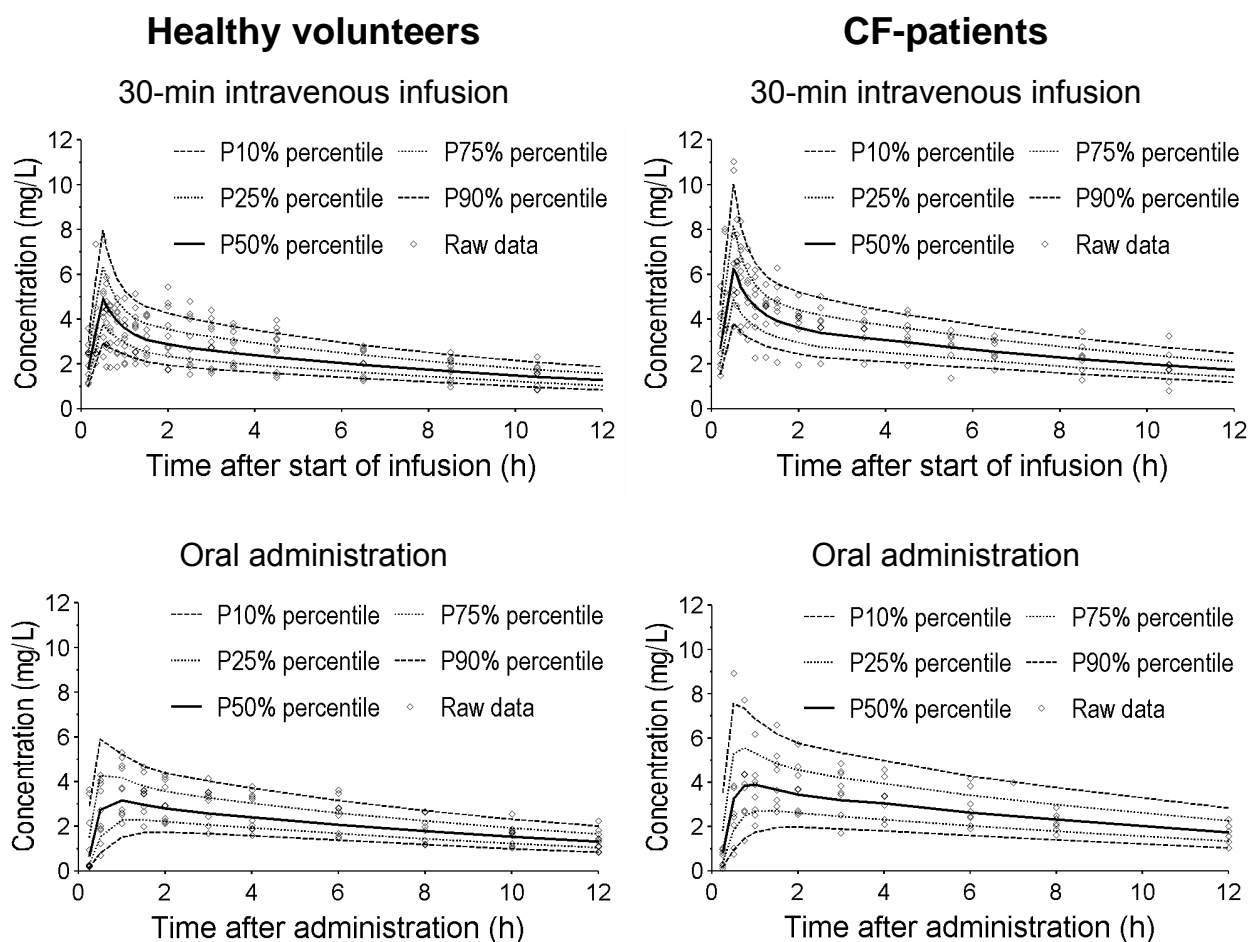 Healthy volunteers
30-min intravenous infusion
Concentration (mg/L)
12
10
8
6
4
2
0
P10% percentile
P75% percentile
P25% percentile
P90% percentile
P50% percentile
Raw data
0 2 4 6 8 10 12
Time after start of infusion (h)
CF-patients
30-min intravenous infusion
Concentration (mg/L)
12
10
8
6
4
2
0
P10% percentile
P75% percentile
P25% percentile
P90% percentile
P50% percentile
Raw data
0 2 4 6 8 10 12
Time after start of infusion (h)
Oral administration
Concentration (mg/L)
12
10
8
6
4
2
0
P10% percentile
P75% percentile
P25% percentile
P90% percentile
P50% percentile
Raw data
0 2 4 6 8 10 12
Time after administration (h)
Oral administration
Concentration (mg/L)
12
10
8
6
4
2
0
P10% percentile
P75% percentile
P25% percentile
P90% percentile
P50% percentile
Raw data
0 2 4 6 8 10 12
Time after administration (h)